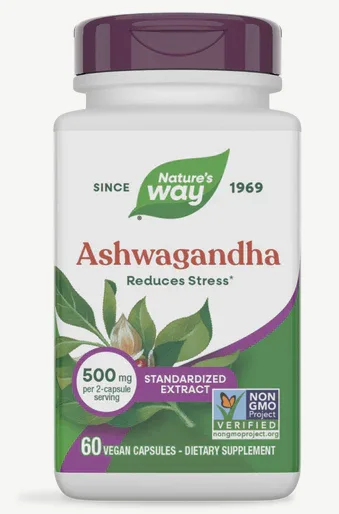 SINCE Nature's way® 1969
Ashwagandha
Reduces Stress*
500 mg
per 2-capsule
serving
STANDARDIZED
EXTRACT
NON
GMO
Project
VERIFIED
nongmoproject.org
60 VEGAN CAPSULES - DIETARY SUPPLEMENT